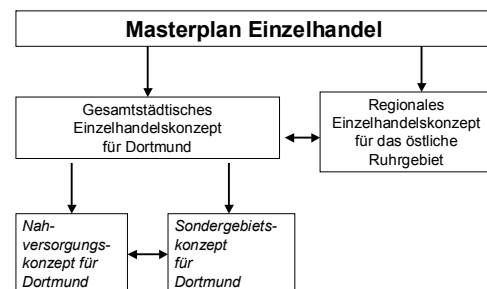 Masterplan Einzelhandel
Gesamtstädtisches
Einzelhandelskonzept
für Dortmund
Regionales
Einzelhandelskonzept
für das östliche
Ruhrgebiet
Nah-
versorgungs-
konzept für
Dortmund
Sondergebiets-
konzept
für
Dortmund